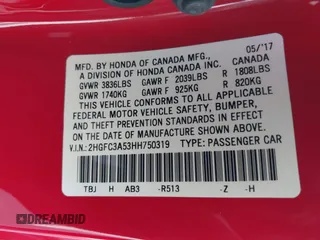 MFD. BY HONDA OF CANADA MFG., 05/'17
A DIVISION OF HONDA CANADA INC. CANADA
GVWR 3836LBS GAWR F 2039LBS R 1808LBS
GVWR 1740KG GAWR F 925KG R 820KG
THIS VEHICLE CONFORMS TO ALL APPLICABLE
FEDERAL MOTOR VEHICLE SAFETY, BUMPER,
AND THEFT PREVENTION STANDARDS IN EFFECT ON
THE DATE OF MANUFACTURE SHOWN ABOVE.
V.I.N.: 2HGFC3A53HH750319 TYPE: PASSENGER CAR
TBJ H AB3 -R513 -Z -H
DREAMBID